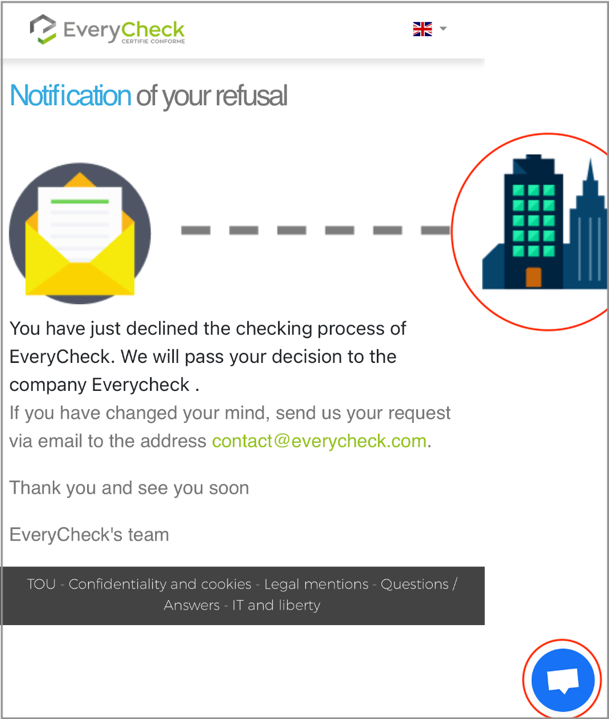 EveryCheck
CERTIFIE CONFORME
Notification of your refusal
You have just declined the checking process of
EveryCheck. We will pass your decision to the
company Everycheck .
If you have changed your mind, send us your request
via email to the address contact@everycheck.com.
Thank you and see you soon
EveryCheck's team
TOU - Confidentiality and cookies - Legal mentions - Questions /
Answers - IT and liberty